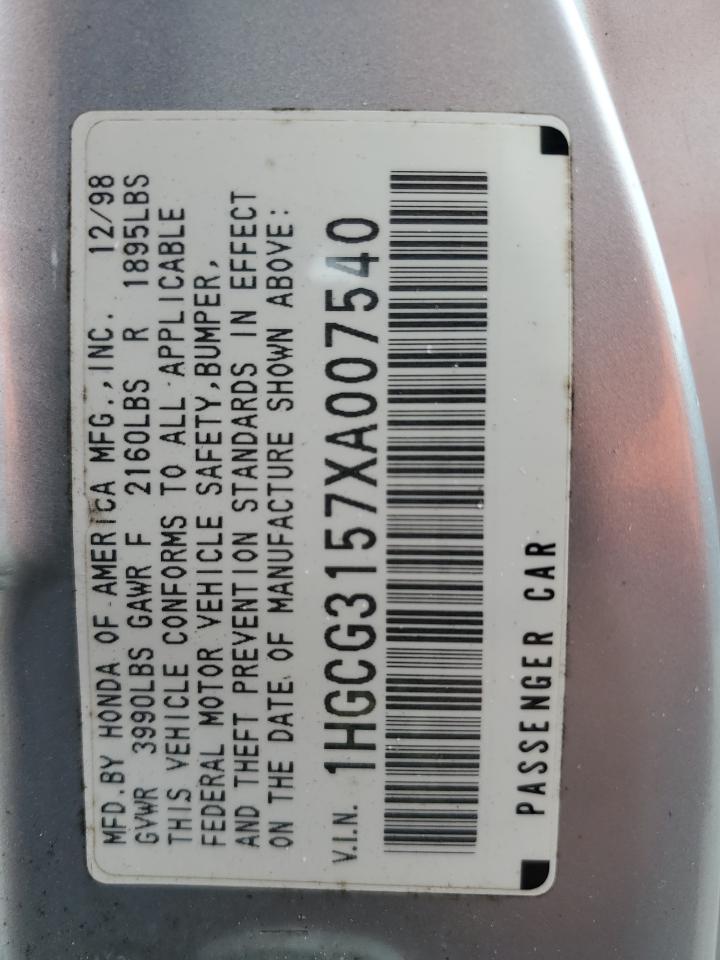 MFD.BY HONDA OF AMERICA MFG.,INC. 12/98
GVWR 3990LBS GAWR F 2160LBS R 1895LBS
THIS VEHICLE CONFORMS TO ALL APPLICABLE
FEDERAL MOTOR VEHICLE SAFETY,BUMPER,
AND THEFT PREVENTION STANDARDS IN EFFECT
ON THE DATE OF MANUFACTURE SHOWN ABOVE:
V.I.N. 1HGCG3157XA007540
PASSENGER CAR